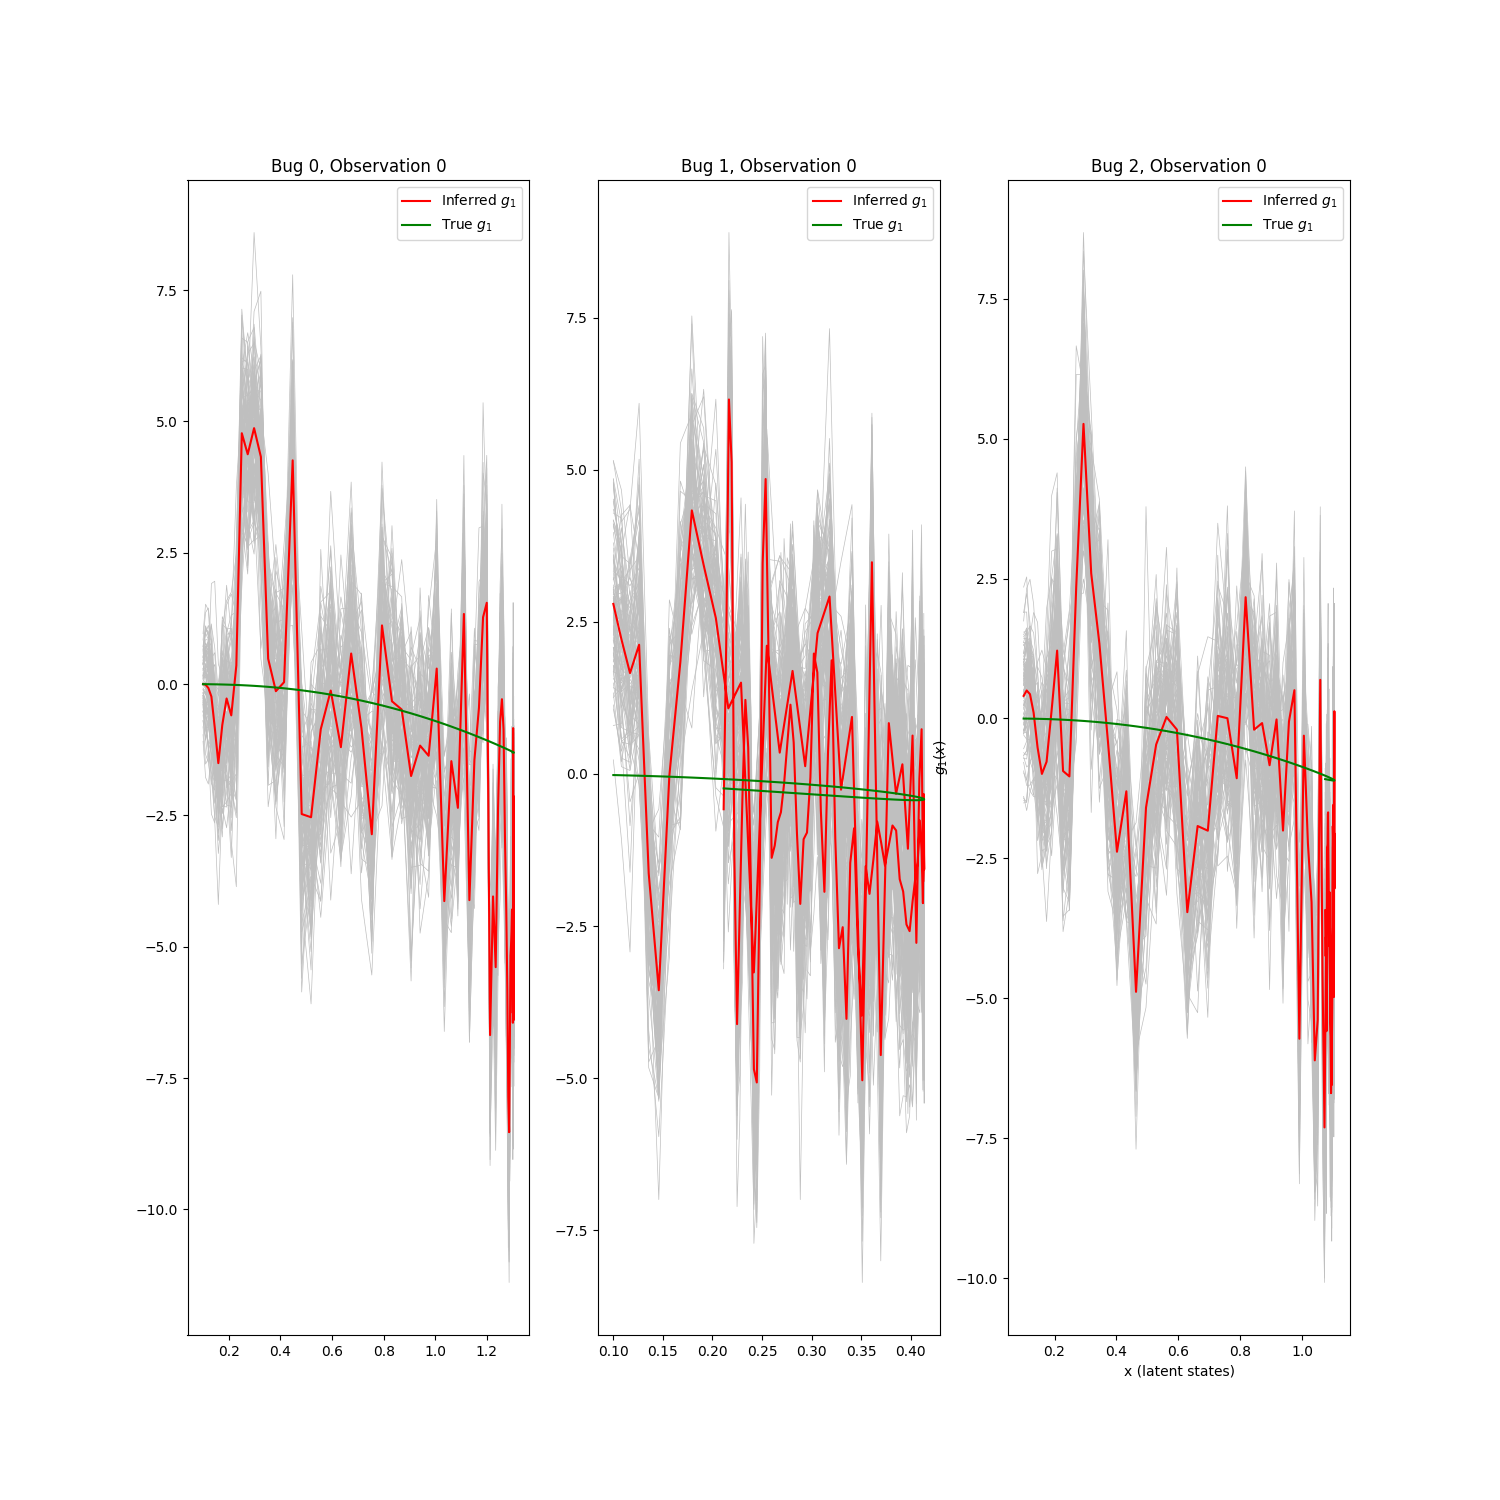 Bug 0, Observation 0
Inferred g₁
True g₁
7.5
5.0
2.5
0.0
−2.5
−5.0
−7.5
−10.0
0.2 0.4 0.6 0.8 1.0 1.2
Bug 1, Observation 0
Inferred g₁
True g₁
7.5
5.0
2.5
0.0
−2.5
−5.0
−7.5
0.10 0.15 0.20 0.25 0.30 0.35 0.40
Bug 2, Observation 0
Inferred g₁
True g₁
g₁(x)
7.5
5.0
2.5
0.0
−2.5
−5.0
−7.5
−10.0
0.2 0.4 0.6 0.8 1.0
x (latent states)